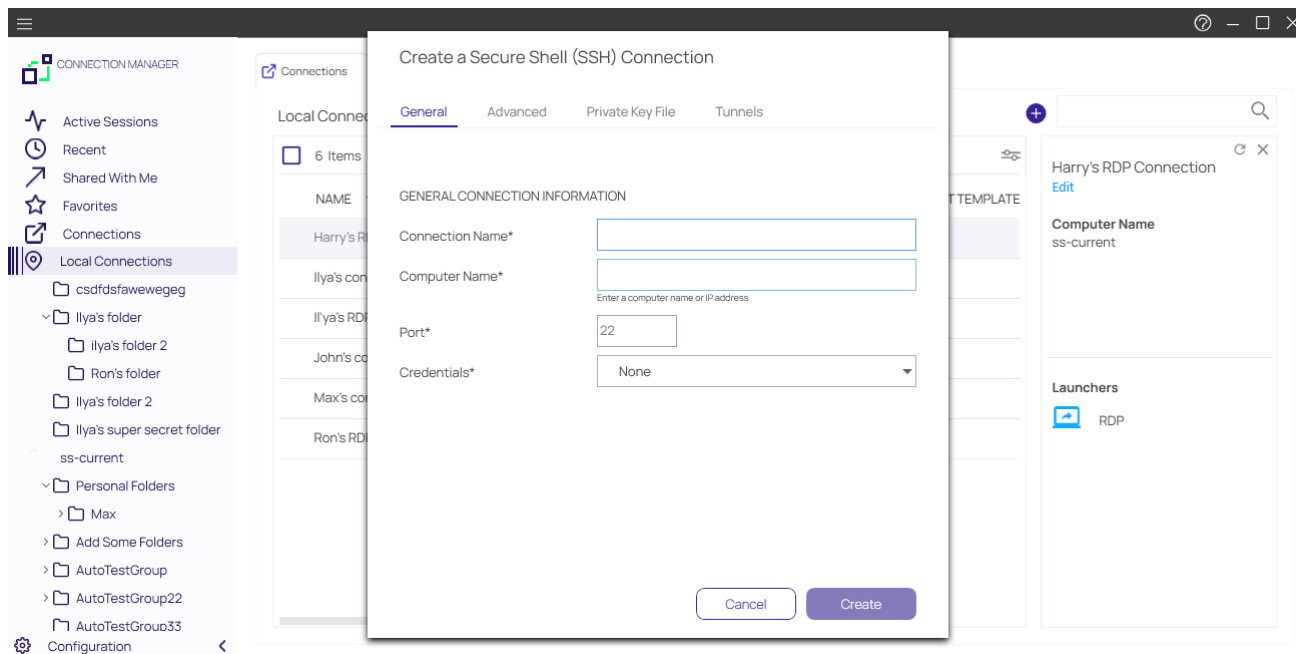 CONNECTION MANAGER
Active Sessions
Recent
Shared With Me
Favorites
Connections
Local Connections
csdfdsfawewegeg
Ilya's folder
ilya's folder 2
Ron's folder
Ilya's folder 2
Ilya's super secret folder
ss-current
Personal Folders
Max
Add Some Folders
AutoTestGroup
AutoTestGroup22
AutoTestGroup33
Configuration
Connections
Local Connec
6 Items
NAME
T TEMPLATE
Harry's R
Ilya's con
Il'ya's RDP
John's co
Max's cor
Ron's RDI
Create a Secure Shell (SSH) Connection
General Advanced Private Key File Tunnels
GENERAL CONNECTION INFORMATION
Connection Name*
Computer Name*
Enter a computer name or IP address
Port* 22
Credentials* None
Cancel Create
Harry's RDP Connection
Edit
Computer Name
ss-current
Launchers
RDP